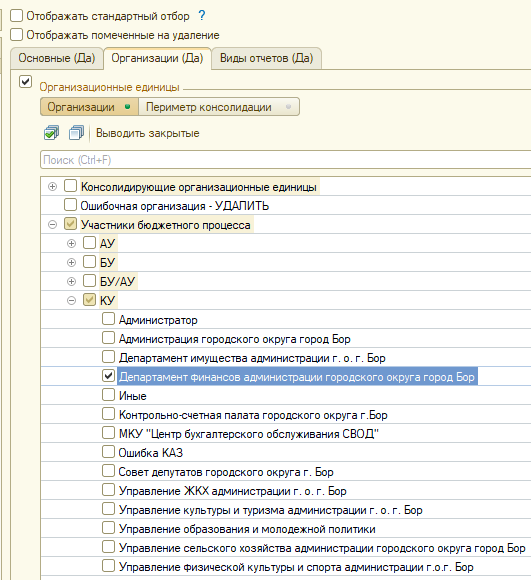 Отображать стандартный отбор ?
Отображать помеченные на удаление
Основные (Да) Организации (Да) Виды отчетов (Да)
Организационные единицы
Организации Периметр консолидации
Выводить закрытые
Поиск (Ctrl+F)
Консолидирующие организационные единицы
Ошибочная организация - УДАЛИТЬ
Участники бюджетного процесса
АУ
БУ
БУ/АУ
КУ
Администратор
Администрация городского округа город Бор
Департамент имущества администрации г. о. г. Бор
Департамент финансов администрации городского округа город Бор
Иные
Контрольно-счетная палата городского округа г.Бор
МКУ "Центр бухгалтерского обслуживания СВОД"
Ошибка КАЗ
Совет депутатов городского округа г. Бор
Управление ЖКХ администрации г. о. г. Бор
Управление культуры и туризма администрации г. о. г. Бор
Управление образования и молодежной политики
Управление сельского хозяйства администрации городского округа город Бор
Управление физической культуры и спорта администрации г.о.г. Бор